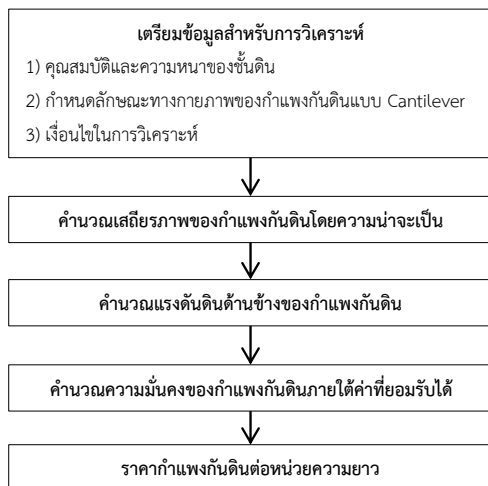 เตรียมข้อมูลสำหรับการวิเคราะห์
1) คุณสมบัติและความหนาของชั้นดิน
2) กำหนดลักษณะทางกายภาพของกำแพงกันดินแบบ Cantilever
3) เงื่อนไขในการวิเคราะห์
คำนวณเสถียรภาพของกำแพงกันดินโดยความน่าจะเป็น
คำนวณแรงดันดินด้านข้างของกำแพงกันดิน
คำนวณความมั่นคงของกำแพงกันดินภายใต้ค่าที่ยอมรับได้
ราคากำแพงกันดินต่อหน่วยความยาว